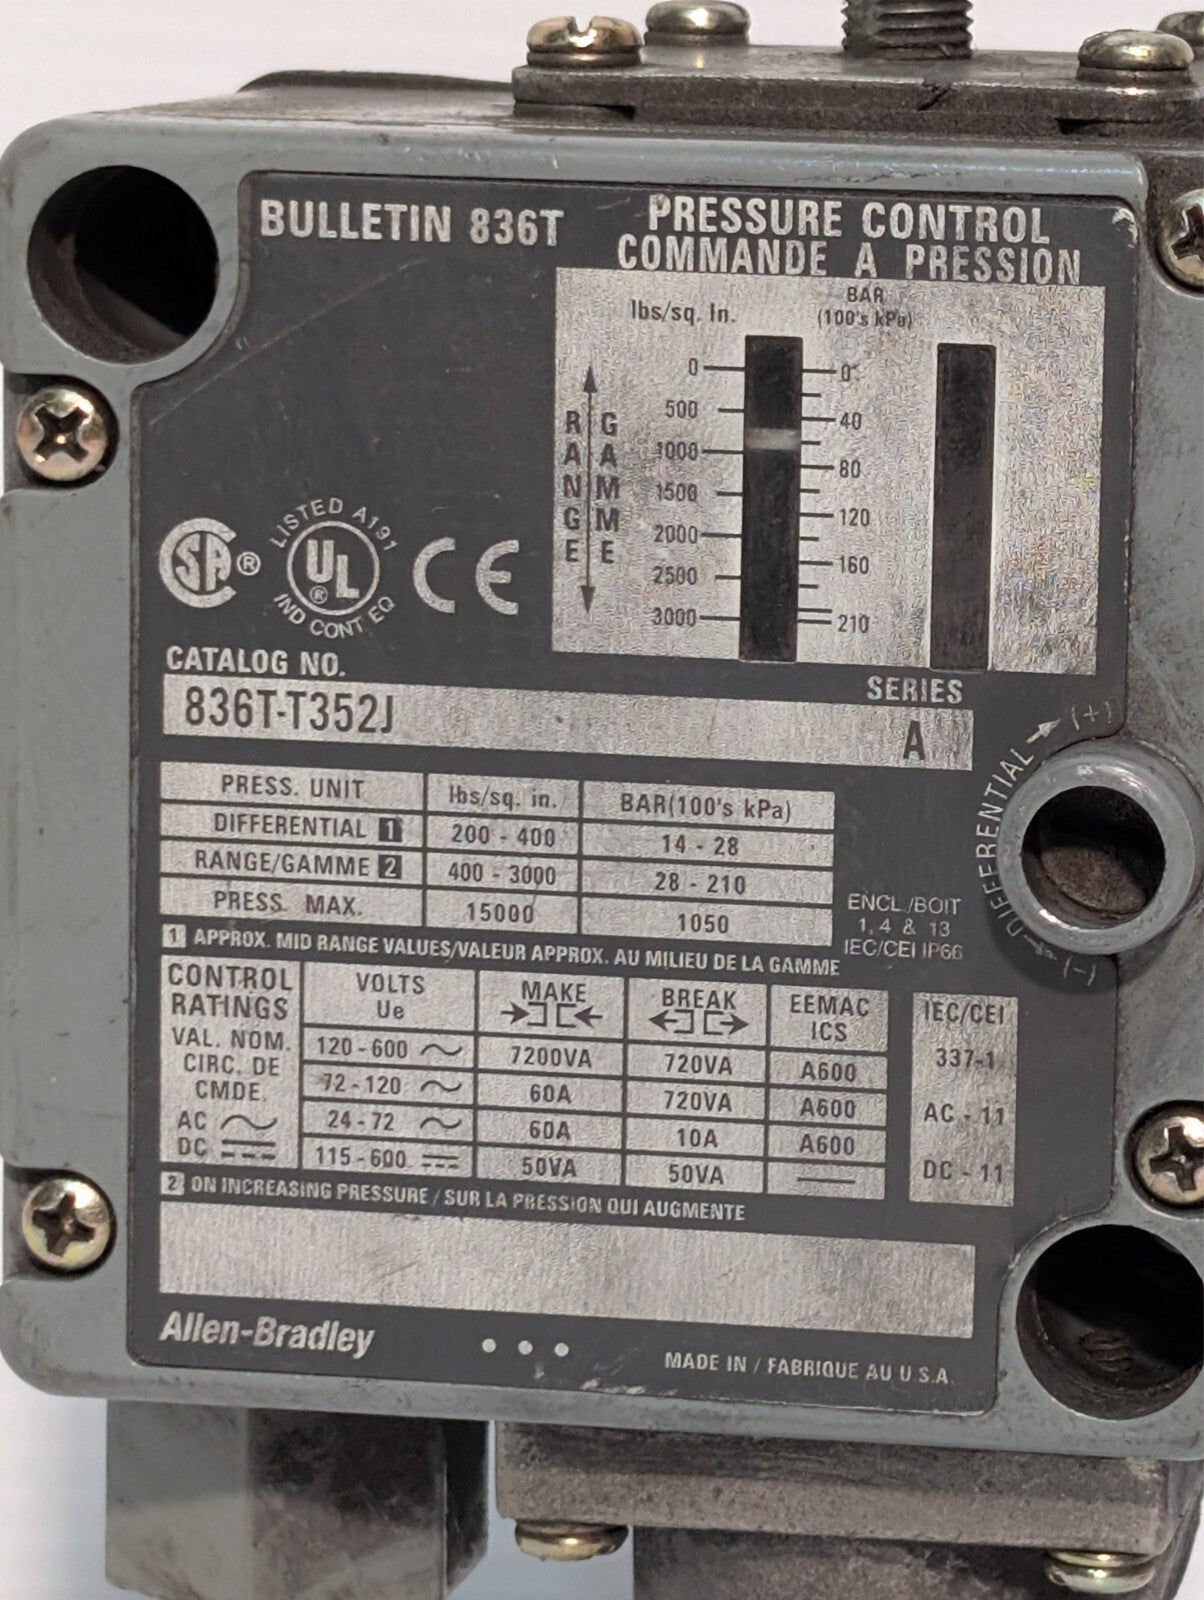 BULLETIN 836T
PRESSURE CONTROL
COMMANDE A PRESSION
lbs/sq. In.
BAR
(100's kPa)
RANGE
GAMME
0
500
1000
1500
2000
2500
3000
0
40
80
120
160
210
SA ®
LISTED A191
UL ®
IND CONT EQ
CE
CATALOG NO.
SERIES
836T-T352J A
DIFFERENTIAL
(+)
(-)
PRESS. UNIT lbs/sq. in. BAR(100's kPa)
DIFFERENTIAL 1 200 - 400 14 - 28
RANGE/GAMME 2 400 - 3000 28 - 210
PRESS. MAX. 15000 1050
ENCL./BOIT
1, 4 & 13
IEC/CEI IP66
1 APPROX. MID RANGE VALUES/VALEUR APPROX. AU MILIEU DE LA GAMME
CONTROL
RATINGS
VAL. NOM.
CIRC. DE
CMDE.
AC
DC
VOLTS
Ue
MAKE
BREAK
EEMAC
ICS
120-600 7200VA 720VA A600
72-120 60A 720VA A600
24-72 60A 10A A600
115-600 50VA 50VA
IEC/CEI
337-1
AC - 11
DC - 11
2 ON INCREASING PRESSURE / SUR LA PRESSION QUI AUGMENTE
Allen-Bradley
MADE IN / FABRIQUE AU U.S.A.